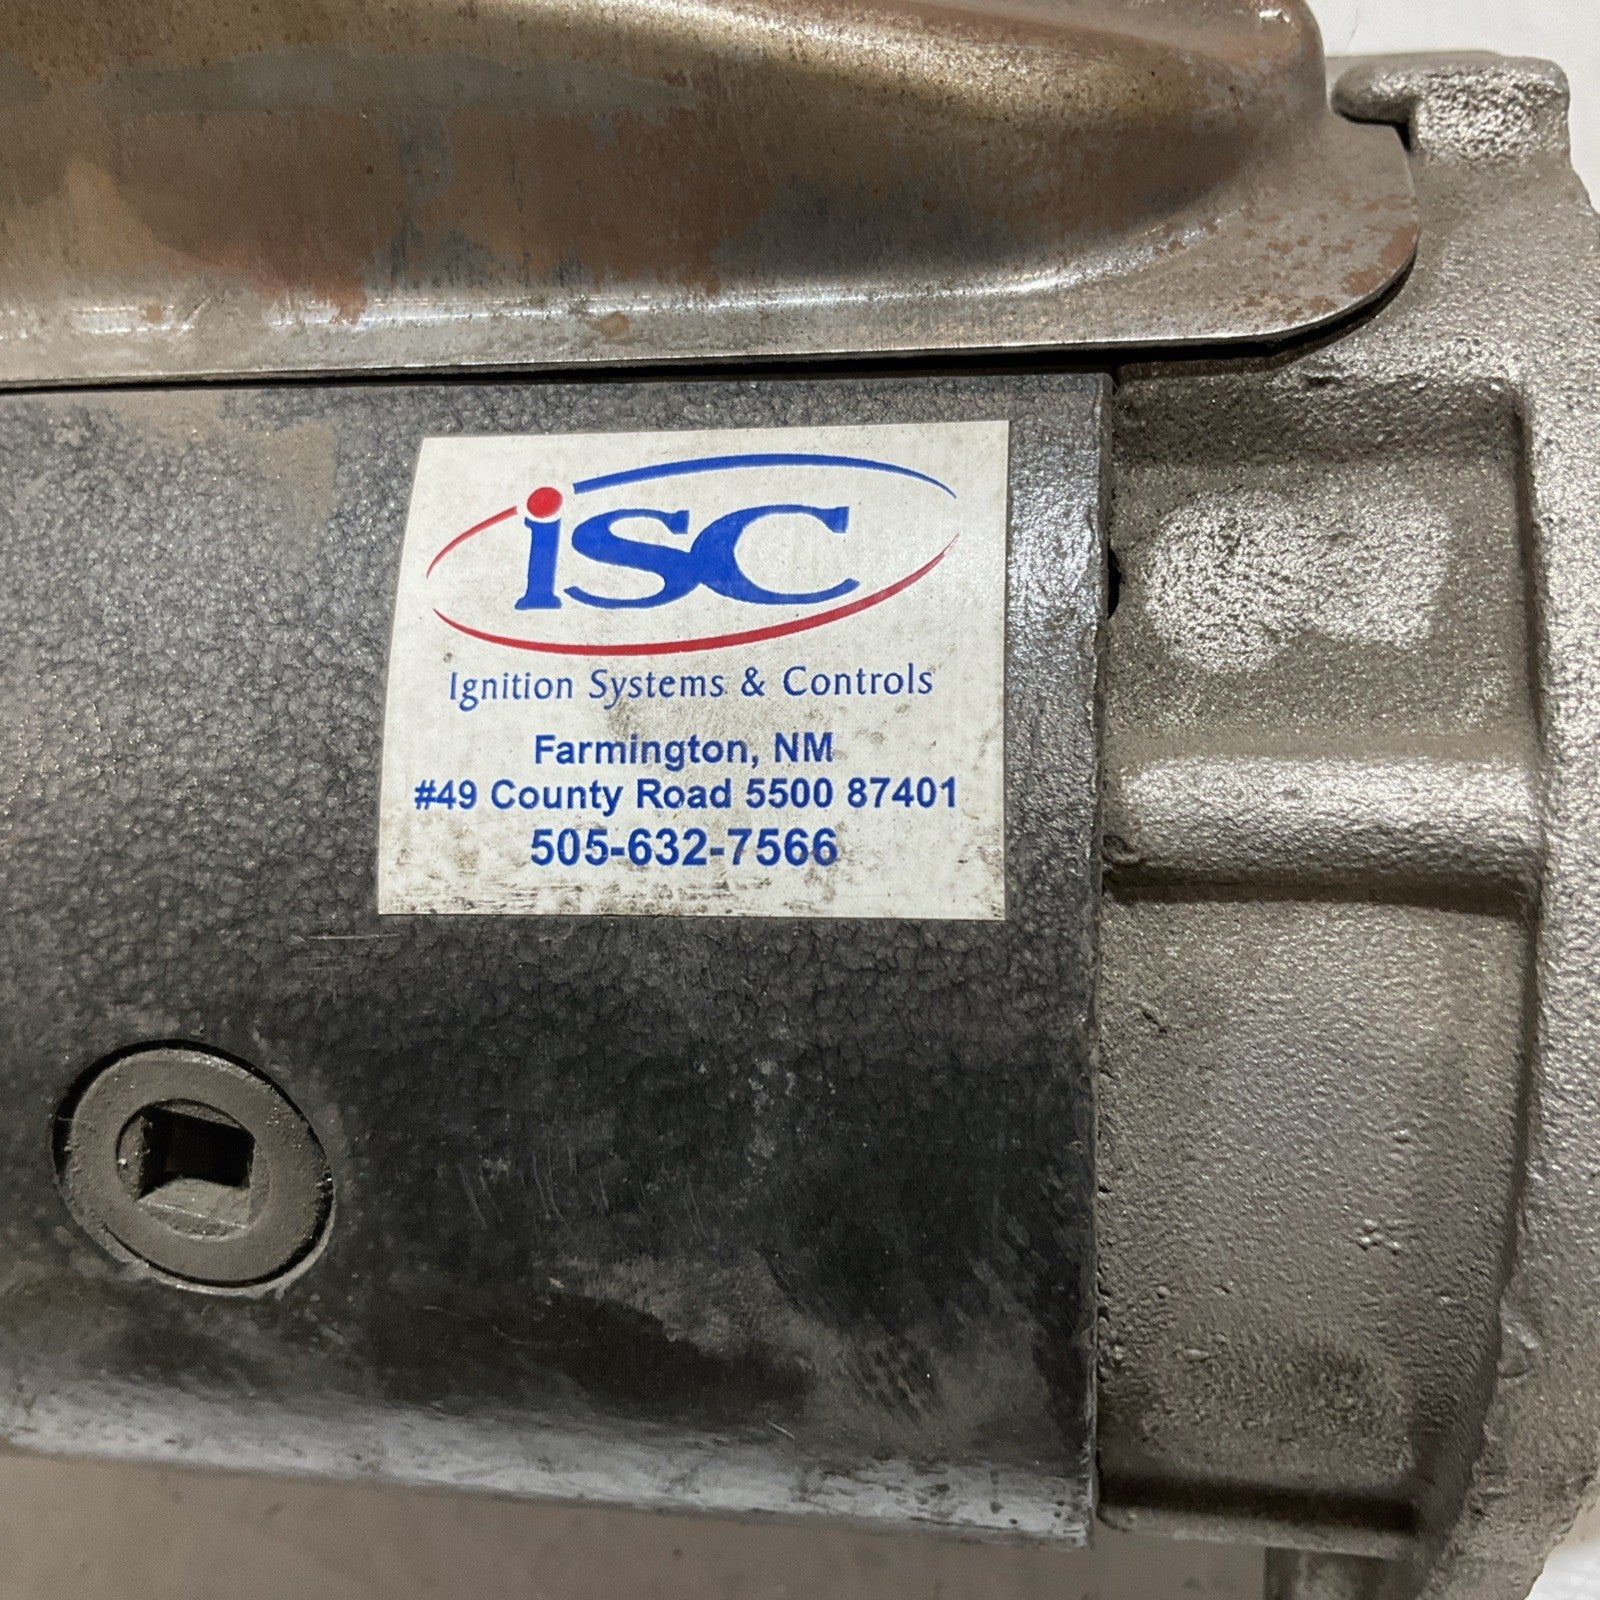 isc
Ignition Systems & Controls
Farmington, NM
#49 County Road 5500 87401
505-632-7566